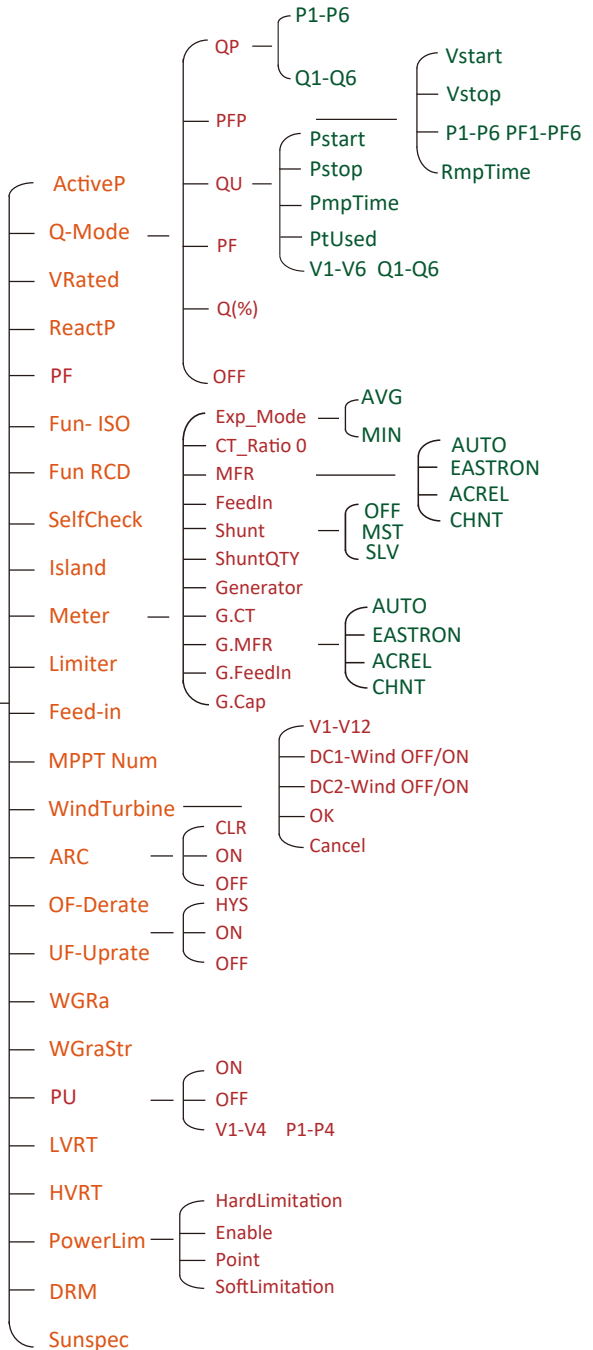 ActiveP
Q-Mode
VRated
ReactP
PF
Fun- ISO
Fun RCD
SelfCheck
Island
Meter
Limiter
Feed-in
MPPT Num
WindTurbine
ARC
OF-Derate
UF-Uprate
WGRa
WGraStr
PU
LVRT
HVRT
PowerLim
DRM
Sunspec
QP
PFP
QU
PF
Q(%)
OFF
P1-P6
Q1-Q6
Vstart
Vstop
P1-P6 PF1-PF6
RmpTime
Pstart
Pstop
PmpTime
PtUsed
V1-V6 Q1-Q6
Exp_Mode
CT_Ratio 0
MFR
FeedIn
Shunt
ShuntQTY
Generator
G.CT
G.MFR
G.FeedIn
G.Cap
AVG
MIN
AUTO
EASTRON
ACREL
CHNT
OFF
MST
SLV
AUTO
EASTRON
ACREL
CHNT
V1-V12
DC1-Wind OFF/ON
DC2-Wind OFF/ON
OK
Cancel
CLR
ON
OFF
HYS
ON
OFF
ON
OFF
V1-V4 P1-P4
HardLimitation
Enable
Point
SoftLimitation